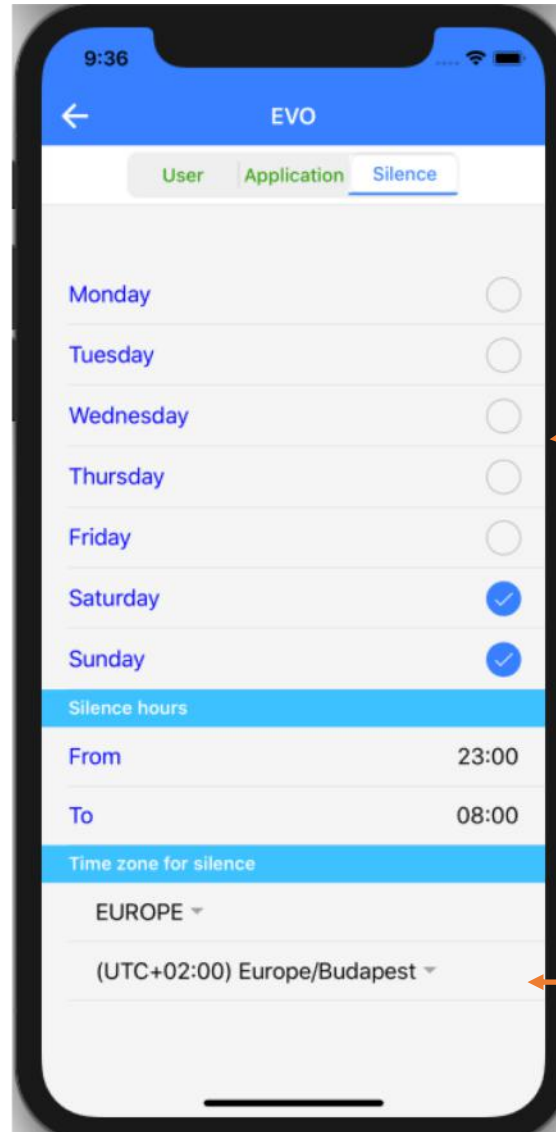 9:36
EVO
User Application Silence
Monday
Tuesday
Wednesday
Thursday
Friday
Saturday
Sunday
Silence hours
From 23:00
To 08:00
Time zone for silence
EUROPE
(UTC+02:00) Europe/Budapest